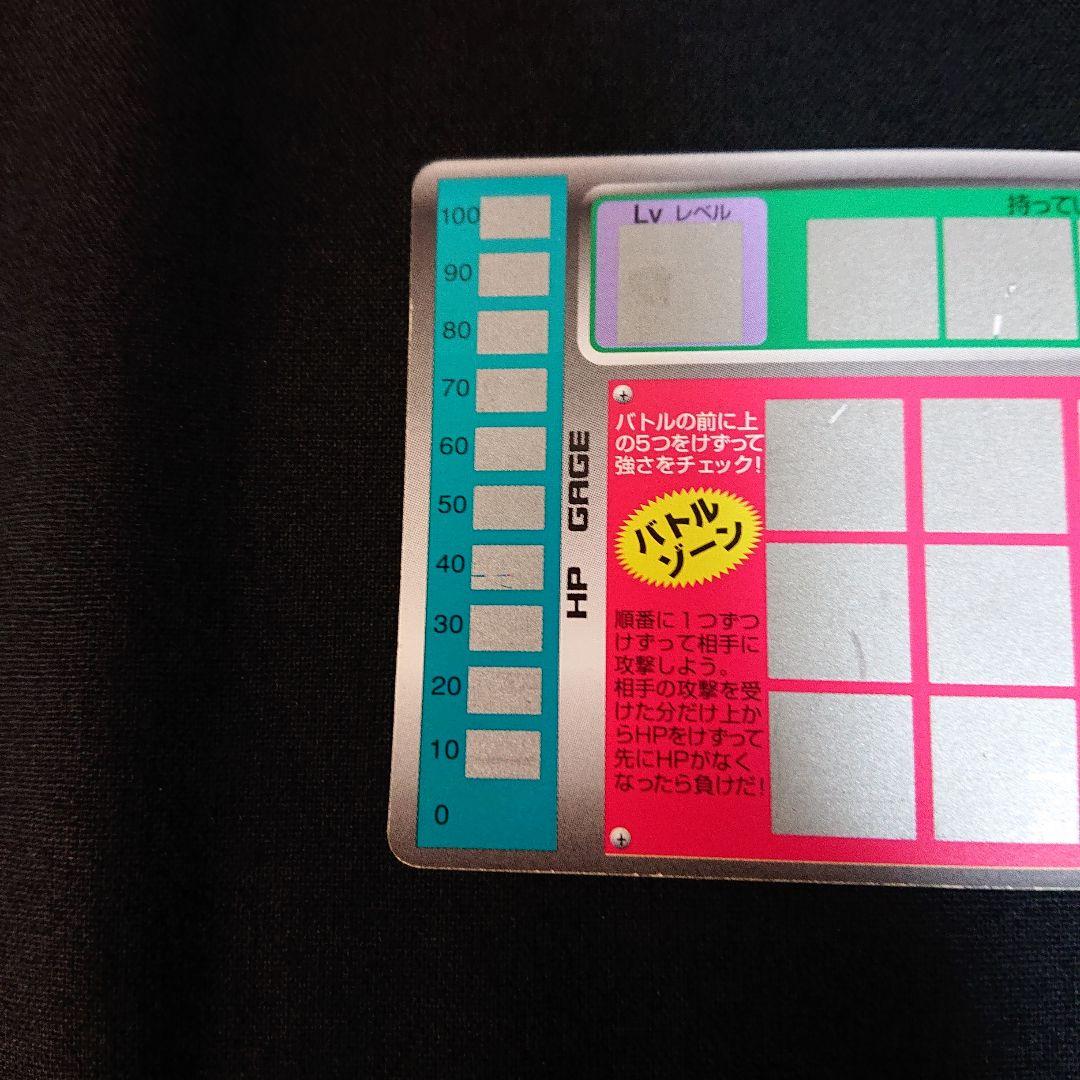 100
90
80
70
60
50
40
30
20
10
0
HP GAGE
Lv レベル
持ってい
バトルの前に上
の5つをけずって
強さをチェック!
バトル
ゾーン
順番に1つずつ
けずって相手に
攻撃しよう。
相手の攻撃を受
けた分だけ上か
らHPをけずって
先にHPがなく
なったら負けだ!